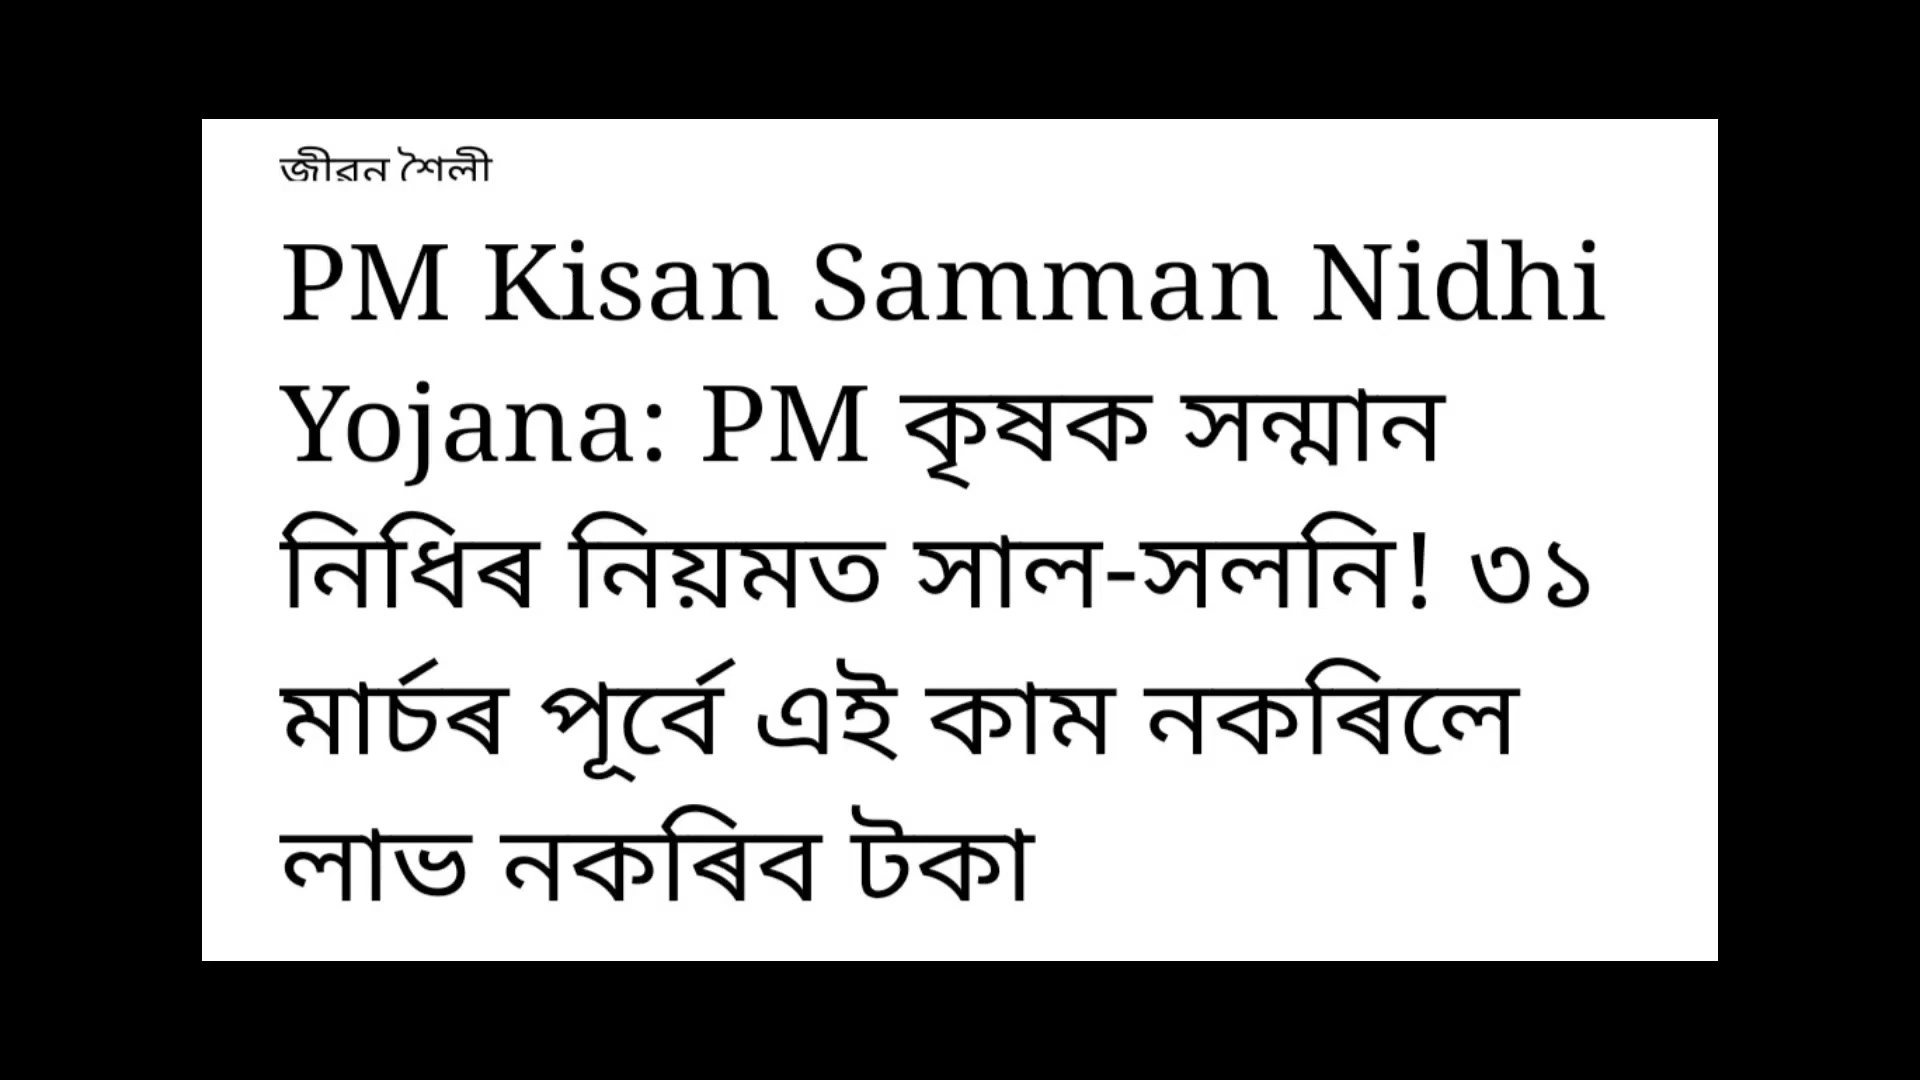 জীৱন শৈলী
PM Kisan Samman Nidhi
Yojana: PM কৃষক সন্মান
নিধিৰ নিয়মত সাল-সলনি! ৩১
মাৰ্চৰ পূৰ্বে এই কাম নকৰিলে
লাভ নকৰিব টকা